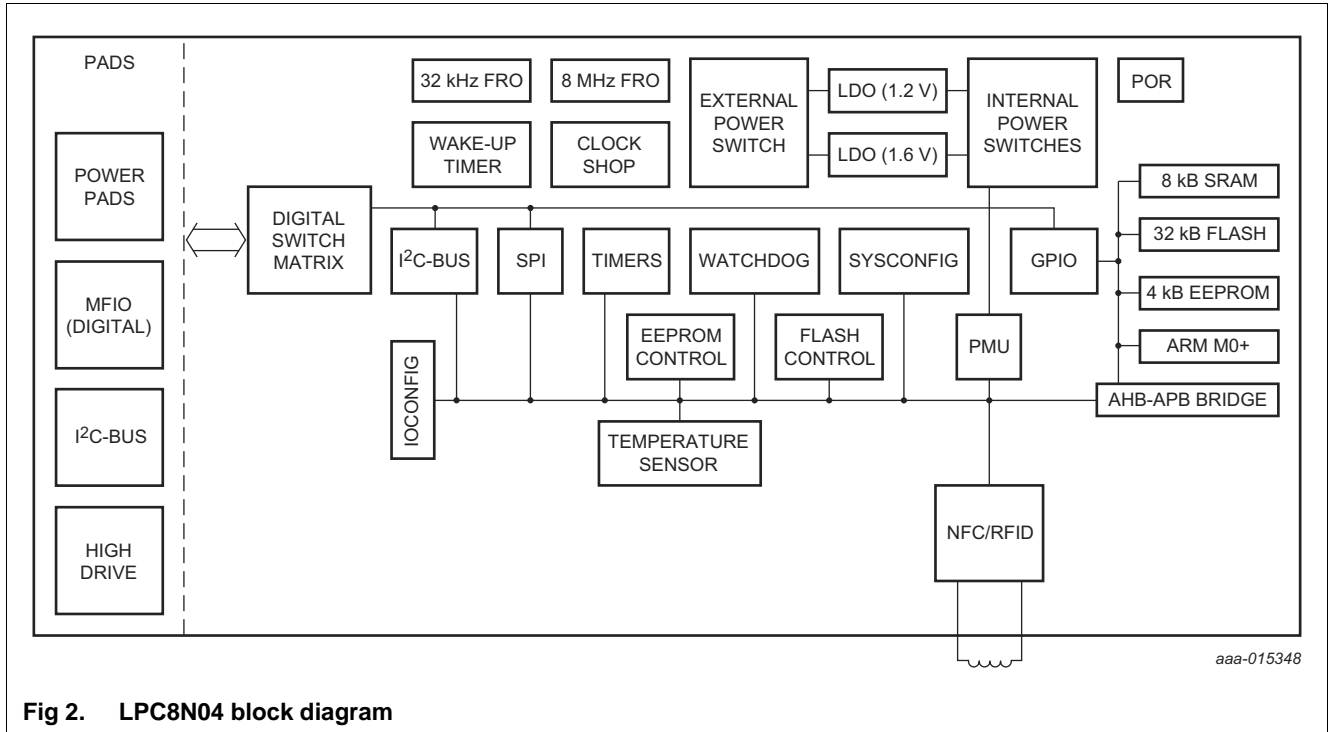 PADS
POWER
PADS
MFIO
(DIGITAL)
I²C-BUS
HIGH
DRIVE
DIGITAL
SWITCH
MATRIX
32 kHz FRO
8 MHz FRO
WAKE-UP
TIMER
CLOCK
SHOP
EXTERNAL
POWER
SWITCH
LDO (1.2 V)
LDO (1.6 V)
INTERNAL
POWER
SWITCHES
POR
I²C-BUS
SPI
TIMERS
WATCHDOG
SYSCONFIG
GPIO
8 kB SRAM
32 kB FLASH
4 kB EEPROM
ARM M0+
AHB-APB BRIDGE
IOCONFIG
EEPROM
CONTROL
FLASH
CONTROL
PMU
TEMPERATURE
SENSOR
NFC/RFID
aaa-015348
Fig 2. LPC8N04 block diagram